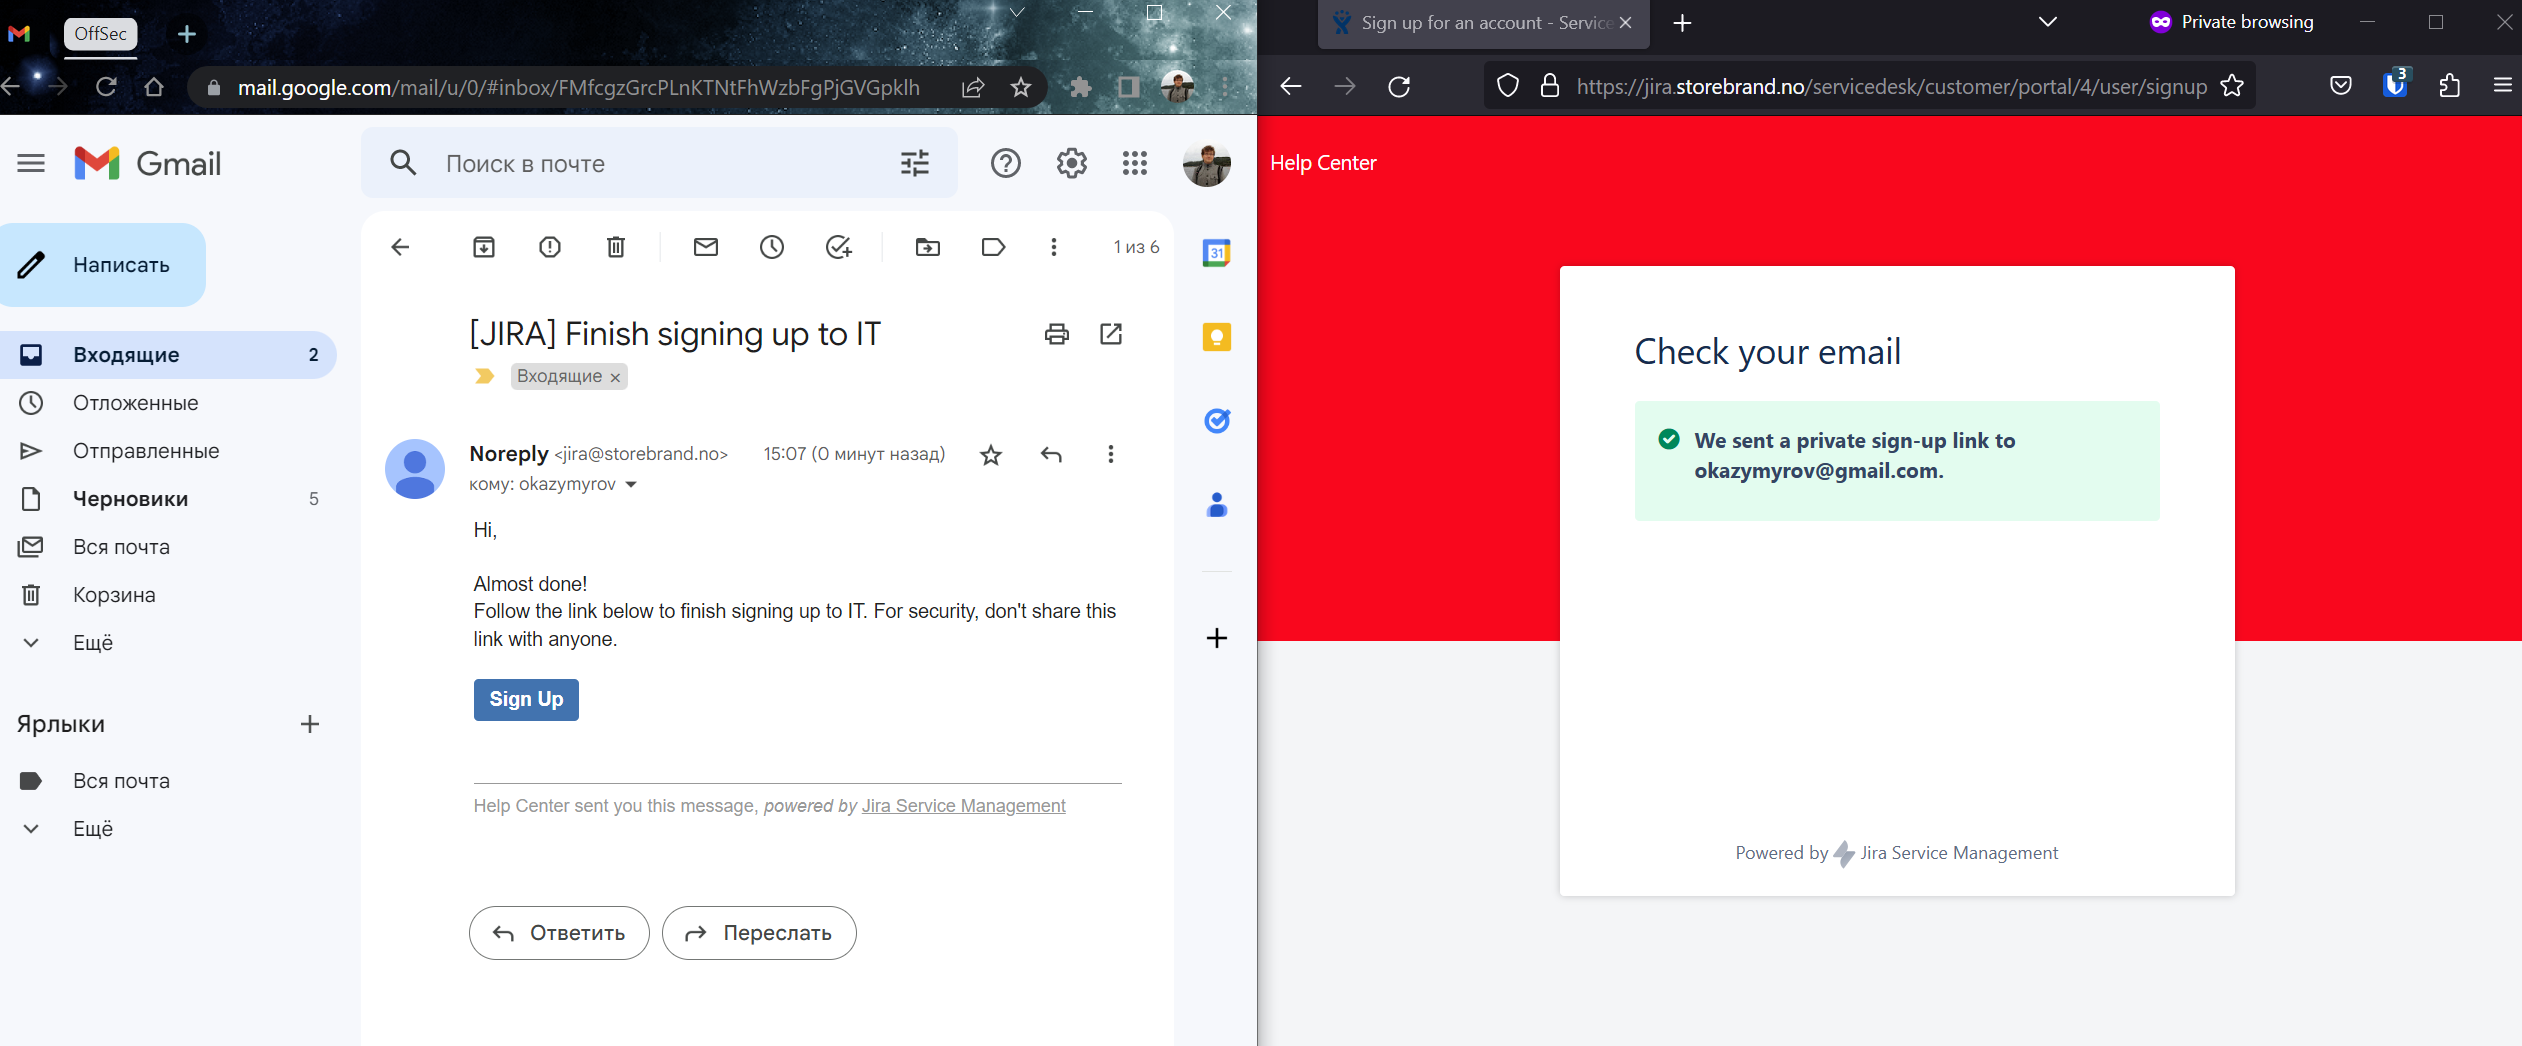 OffSec
mail.google.com/mail/u/0/#inbox/FMfcgzGrcPLnKTNtFhWzbFgPjGVGpklh
Gmail
Поиск в почте
Написать
Входящие 2
Отложенные
Отправленные
Черновики 5
Вся почта
Корзина
Ещё
Ярлыки
Вся почта
Ещё
1 из 6
[JIRA] Finish signing up to IT
Входящие ×
Noreply <jira@storebrand.no> 15:07 (0 минут назад)
кому: okazymyrov
Hi,
Almost done!
Follow the link below to finish signing up to IT. For security, don't share this
link with anyone.
Sign Up
Help Center sent you this message, powered by Jira Service Management
Ответить
Переслать
31
Sign up for an account - Service
Private browsing
https://jira.storebrand.no/servicedesk/customer/portal/4/user/signup
3
Help Center
Check your email
We sent a private sign-up link to
okazymyrov@gmail.com.
Powered by Jira Service Management